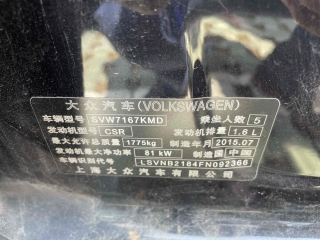 大众汽车(VOLKSWAGEN)
车辆型号 SVW7167KMD 乘坐人数 5
发动机型号 CSR 发动机排量 1.6 L
最大允许总质量 1775kg 制造年月 2015.07
发动机最大净功率 81 kW 制造国 中国
车辆识别代号 LSVNB2184FN092366
上海大众汽车有限公司